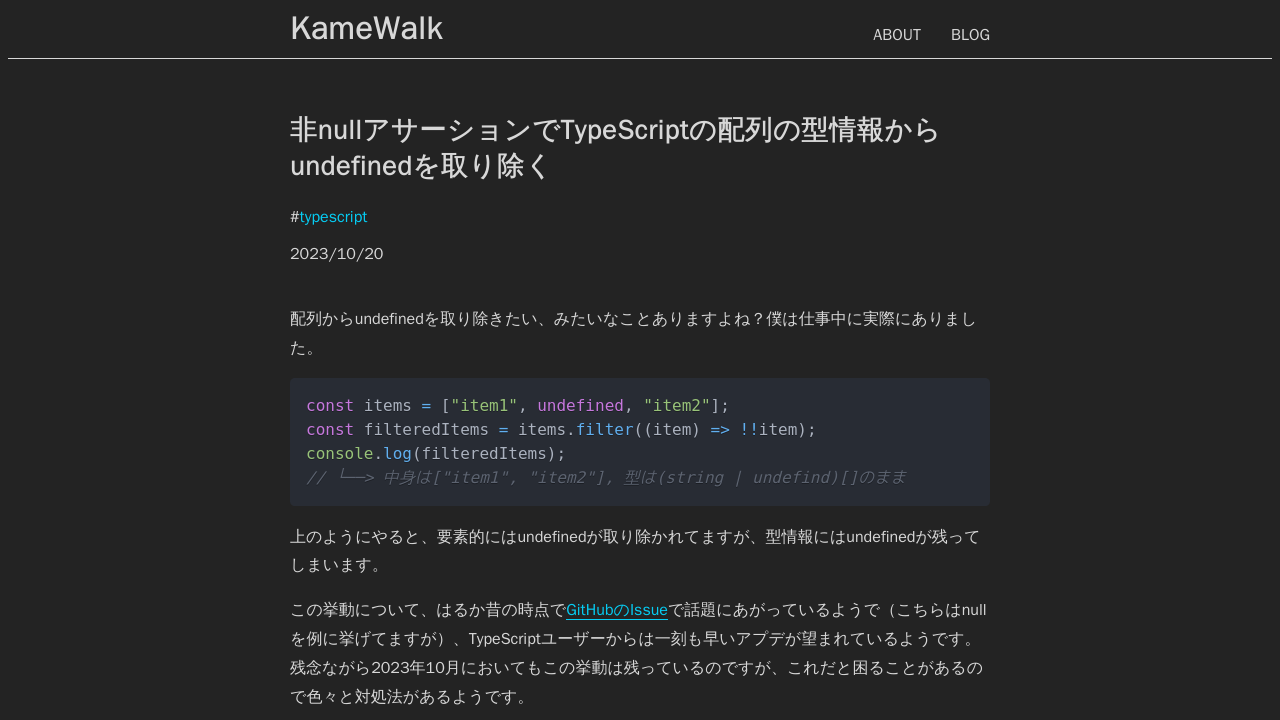 KameWalk
ABOUT BLOG
非nullアサーションでTypeScriptの配列の型情報から
undefinedを取り除く
#typescript
2023/10/20
配列からundefinedを取り除きたい、みたいなことありますよね？僕は仕事中に実際にありまし
た。
const items = ["item1", undefined, "item2"];
const filteredItems = items.filter((item) => !!item);
console.log(filteredItems);
// └──> 中身は["item1", "item2"], 型は(string | undefind)[]のまま
上のようにやると、要素的にはundefinedが取り除かれてますが、型情報にはundefinedが残って
しまいます。
この挙動について、はるか昔の時点でGitHubのIssueで話題にあがっているようで（こちらはnull
を例に挙げてますが）、TypeScriptユーザーからは一刻も早いアプデが望まれているようです。
残念ながら2023年10月においてもこの挙動は残っているのですが、これだと困ることがあるの
で色々と対処法があるようです。